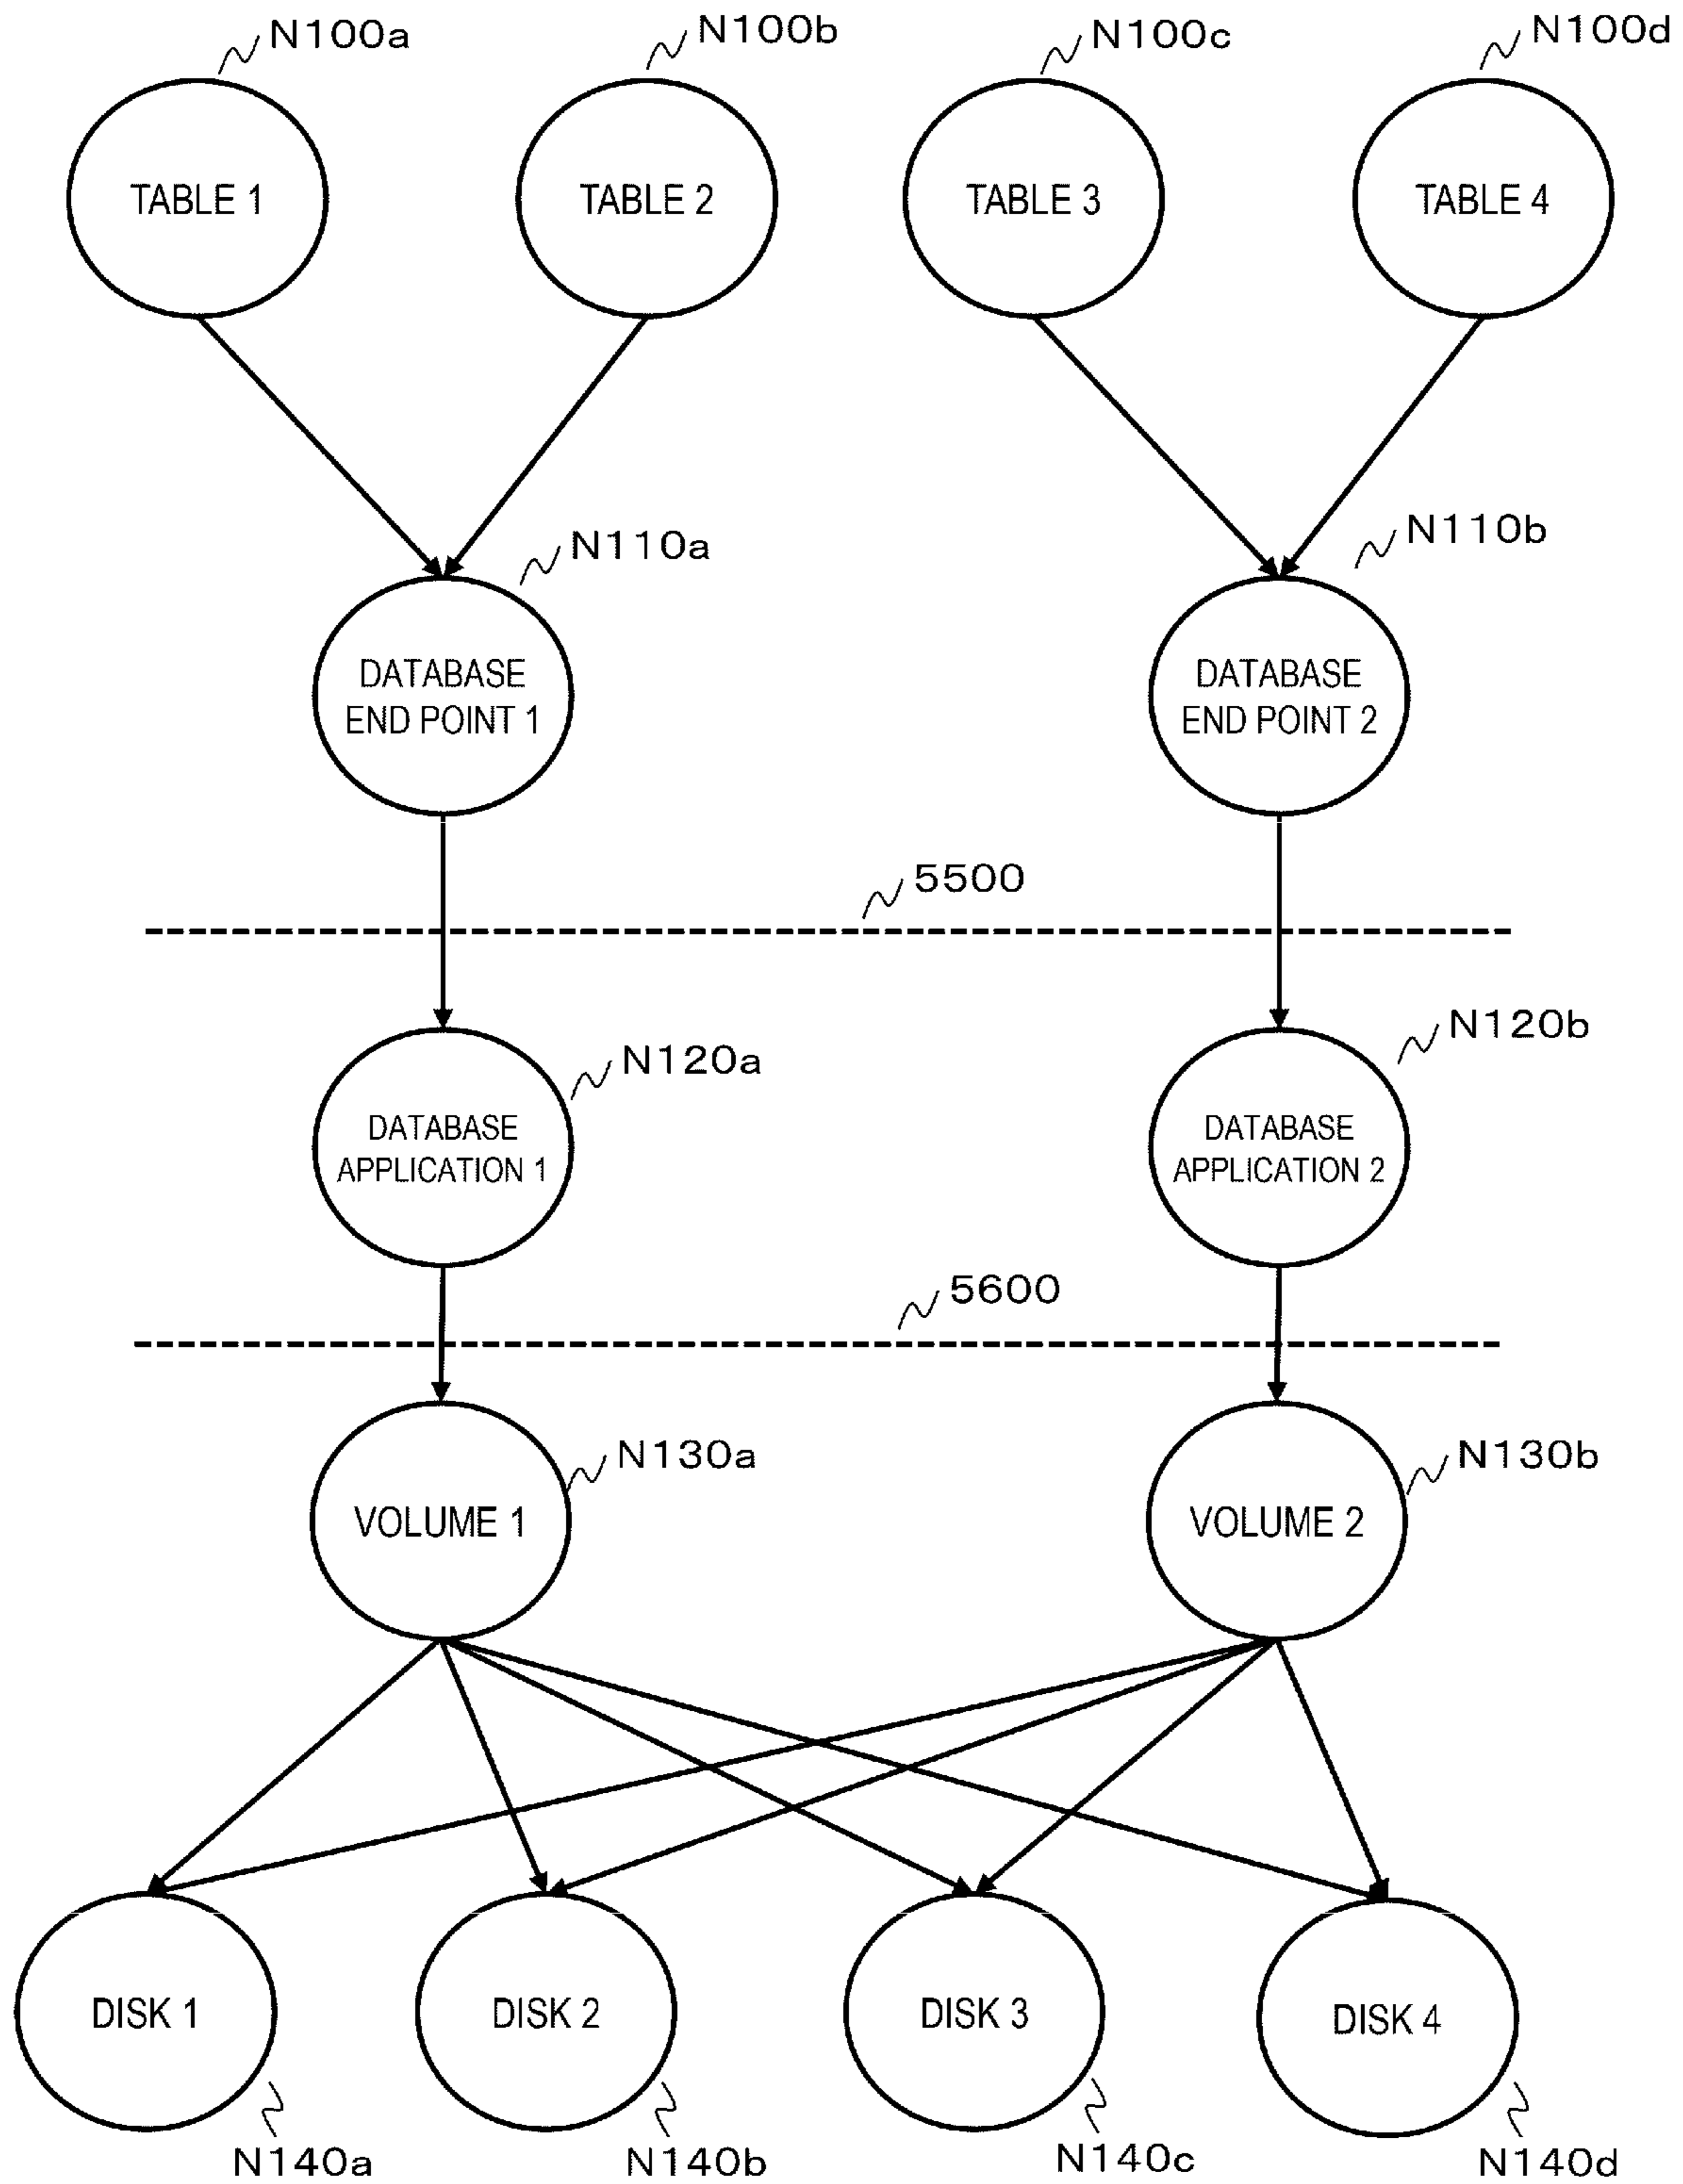 N100a
N100b
N100c
N100d
TABLE 1
TABLE 2
TABLE 3
TABLE 4
N110a
N110b
DATABASE
END POINT 1
DATABASE
END POINT 2
5500
N120a
N120b
DATABASE
APPLICATION 1
DATABASE
APPLICATION 2
5600
N130a
N130b
VOLUME 1
VOLUME 2
DISK 1
DISK 2
DISK 3
DISK 4
N140a
N140b
N140c
N140d